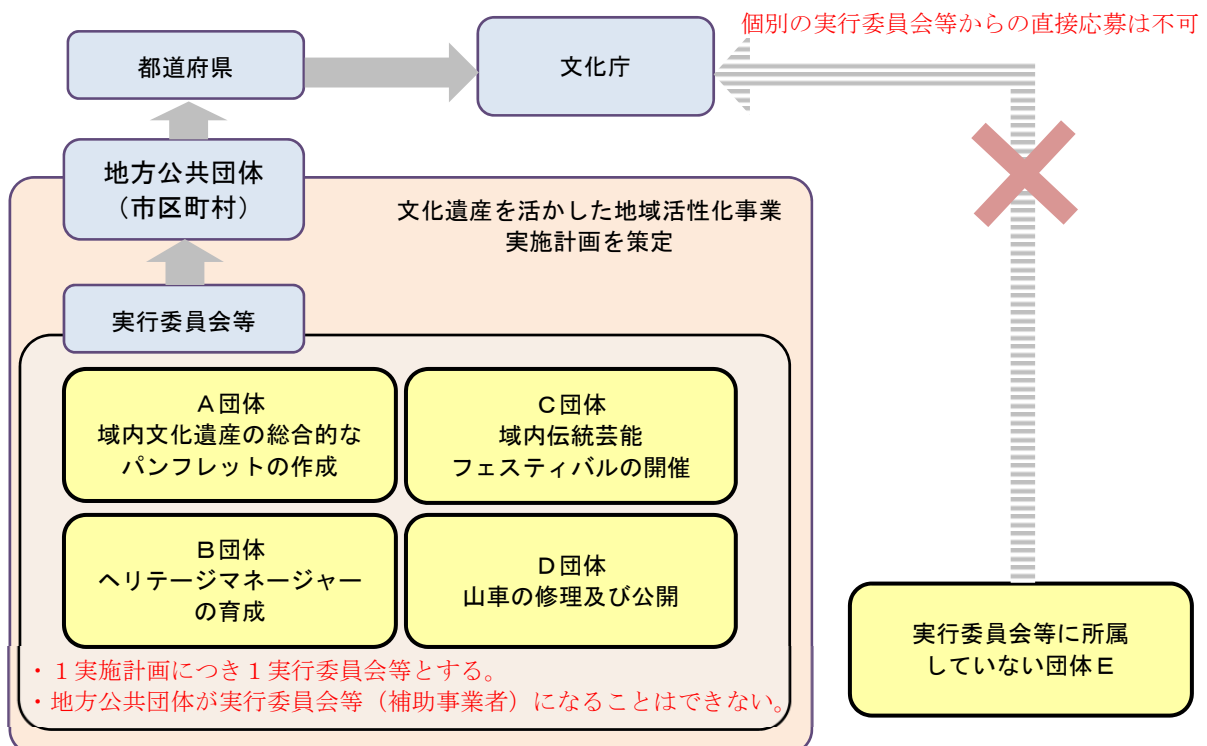 個別の実行委員会等からの直接応募は不可
都道府県
文化庁
地方公共団体
（市区町村）
文化遺産を活かした地域活性化事業
実施計画を策定
実行委員会等
Ａ団体
域内文化遺産の総合的な
パンフレットの作成
Ｃ団体
域内伝統芸能
フェスティバルの開催
Ｂ団体
ヘリテージマネージャー
の育成
Ｄ団体
山車の修理及び公開
実行委員会等に所属
していない団体Ｅ
・１実施計画につき１実行委員会等とする。
・地方公共団体が実行委員会等（補助事業者）になることはできない。